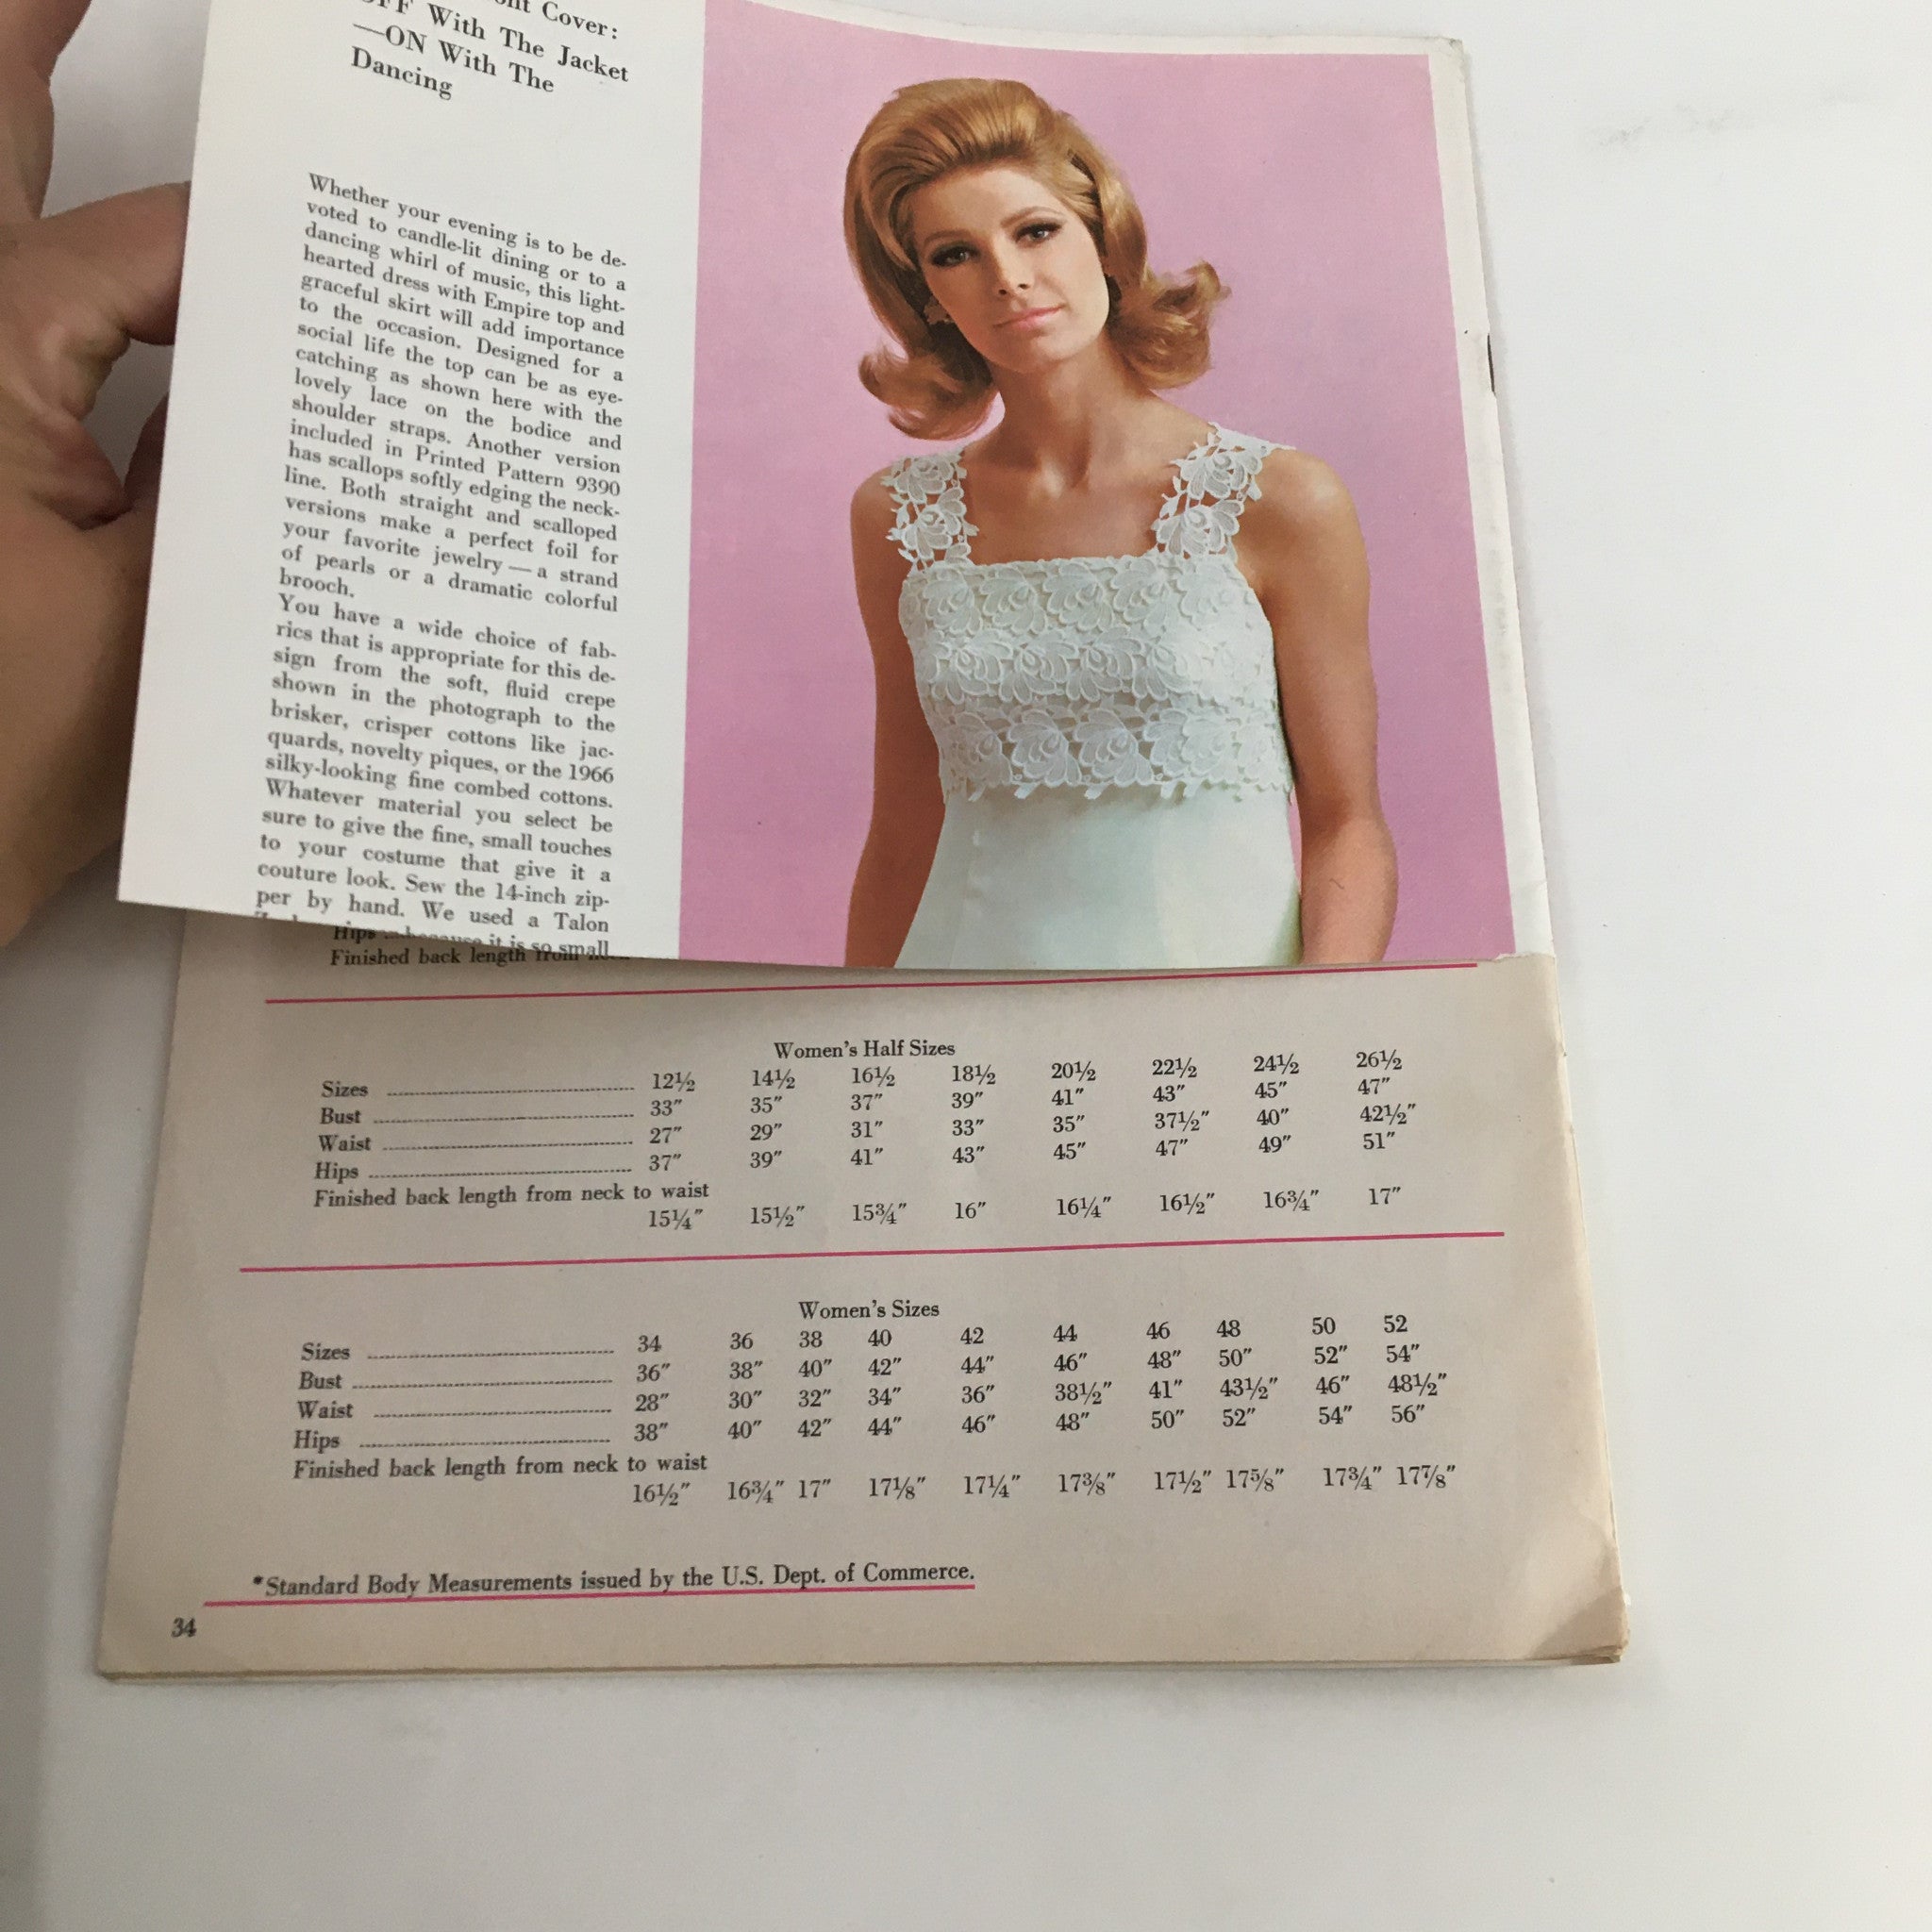 Cover:
With The Jacket
—ON With The
Dancing
Whether your evening is to be de-
voted to candle-lit dining or to a
dancing whirl of music, this light-
hearted dress with Empire top and
graceful skirt will add importance
to the occasion. Designed for a
social life the top can be as eye-
catching as shown here with the
lovely lace on the bodice and
shoulder straps. Another version
included in Printed Pattern 9390
has scallops softly edging the neck-
line. Both straight and scalloped
versions make a perfect foil for
your favorite jewelry — a strand
of pearls or a dramatic colorful
brooch.
You have a wide choice of fab-
rics that is appropriate for this de-
sign from the soft, fluid crepe
shown in the photograph to the
brisker, crisper cottons like jac-
quards, novelty piques, or the 1966
silky-looking fine combed cottons.
Whatever material you select be
sure to give the fine, small touches
to your costume that give it a
couture look. Sew the 14-inch zip-
per by hand. We used a Talon
because it is so small
Hips
Finished back length from
Women's Half Sizes
Sizes 12½ 14½ 16½ 18½ 20½ 22½ 24½ 26½
Bust 33″ 35″ 37″ 39″ 41″ 43″ 45″ 47″
Waist 27″ 29″ 31″ 33″ 35″ 37½″ 40″ 42½″
Hips 37″ 39″ 41″ 43″ 45″ 47″ 49″ 51″
Finished back length from neck to waist
15¼″ 15½″ 15¾″ 16″ 16¼″ 16½″ 16¾″ 17″
Women's Sizes
Sizes 34 36 38 40 42 44 46 48 50 52
Bust 36″ 38″ 40″ 42″ 44″ 46″ 48″ 50″ 52″ 54″
Waist 28″ 30″ 32″ 34″ 36″ 38½″ 41″ 43½″ 46″ 48½″
Hips 38″ 40″ 42″ 44″ 46″ 48″ 50″ 52″ 54″ 56″
Finished back length from neck to waist
16½″ 16¾″ 17″ 17⅛″ 17¼″ 17⅜″ 17½″ 17⅝″ 17¾″ 17⅞″
*Standard Body Measurements issued by the U.S. Dept. of Commerce.
34